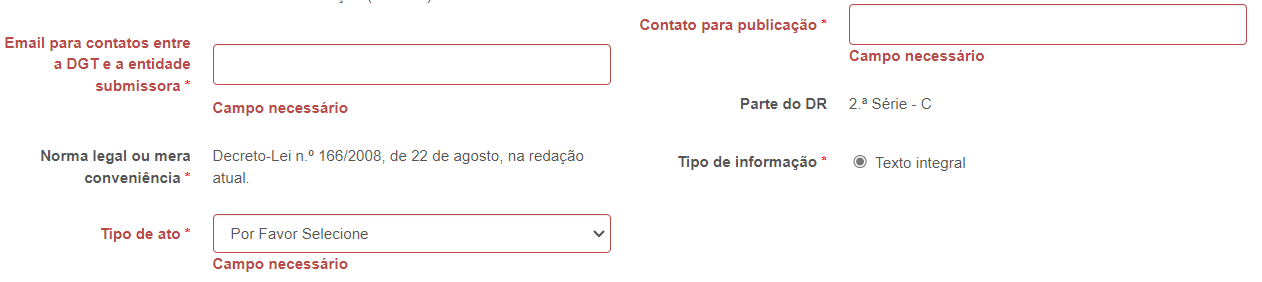 Email para contatos entre
a DGT e a entidade
submissora *
Campo necessário
Norma legal ou mera
conveniência *
Decreto-Lei n.º 166/2008, de 22 de agosto, na redação
atual.
Tipo de ato *
Por Favor Selecione
Campo necessário
Contato para publicação *
Campo necessário
Parte do DR
2.ª Série - C
Tipo de informação *
Texto integral